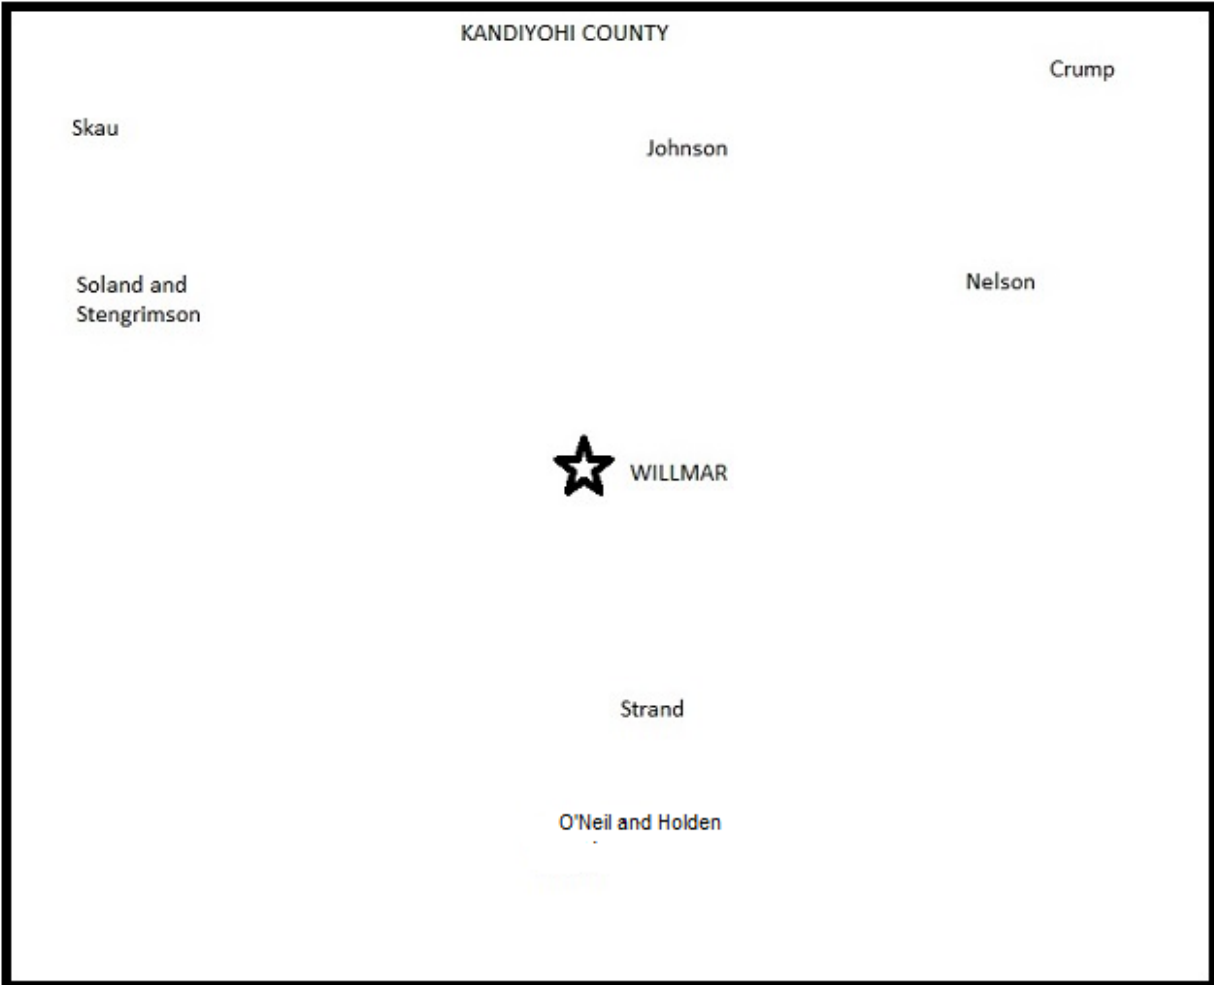 KANDIYOHI COUNTY
Crump
Skau
Johnson
Soland and
Stengrimson
Nelson
WILLMAR
Strand
O'Neil and Holden